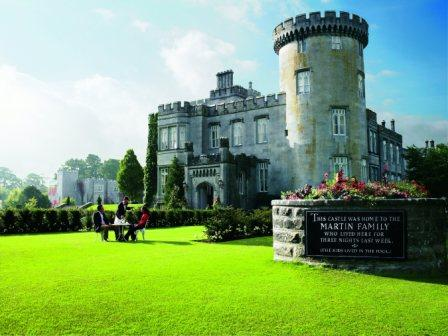 THIS CASTLE WAS HOME TO THE
MARTIN FAMILY
WHO LIVED HERE FOR
THREE NIGHTS LAST WEEK.
(THE KIDS LIVED IN THE POOL.)